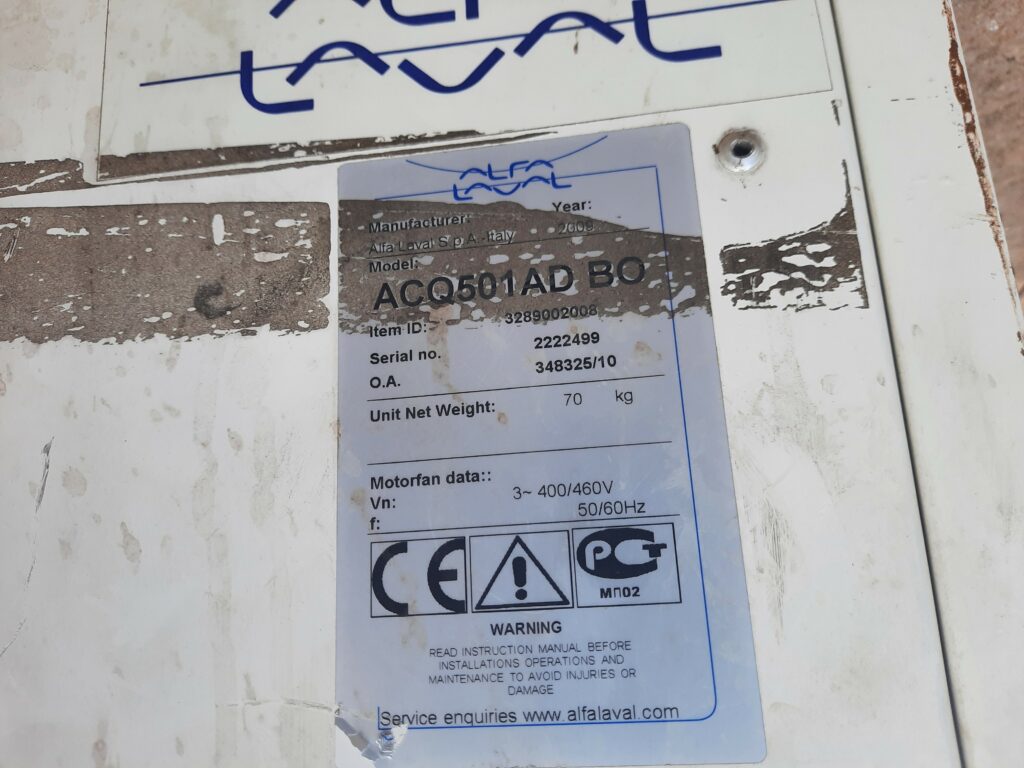 ALFA
LAVAL
ALFA
LAVAL
Manufacturer: Year:
Alfa Laval S.p.A.-Italy 2009
Model:
ACQ501AD BO
Item ID: 3289002008
Serial no. 2222499
O.A. 348325/10
Unit Net Weight: 70 kg
Motorfan data::
Vn: 3~ 400/460V
f: 50/60Hz
CE
РСТ
МП02
WARNING
READ INSTRUCTION MANUAL BEFORE
INSTALLATIONS OPERATIONS AND
MAINTENANCE TO AVOID INJURIES OR
DAMAGE
Service enquiries www.alfalaval.com